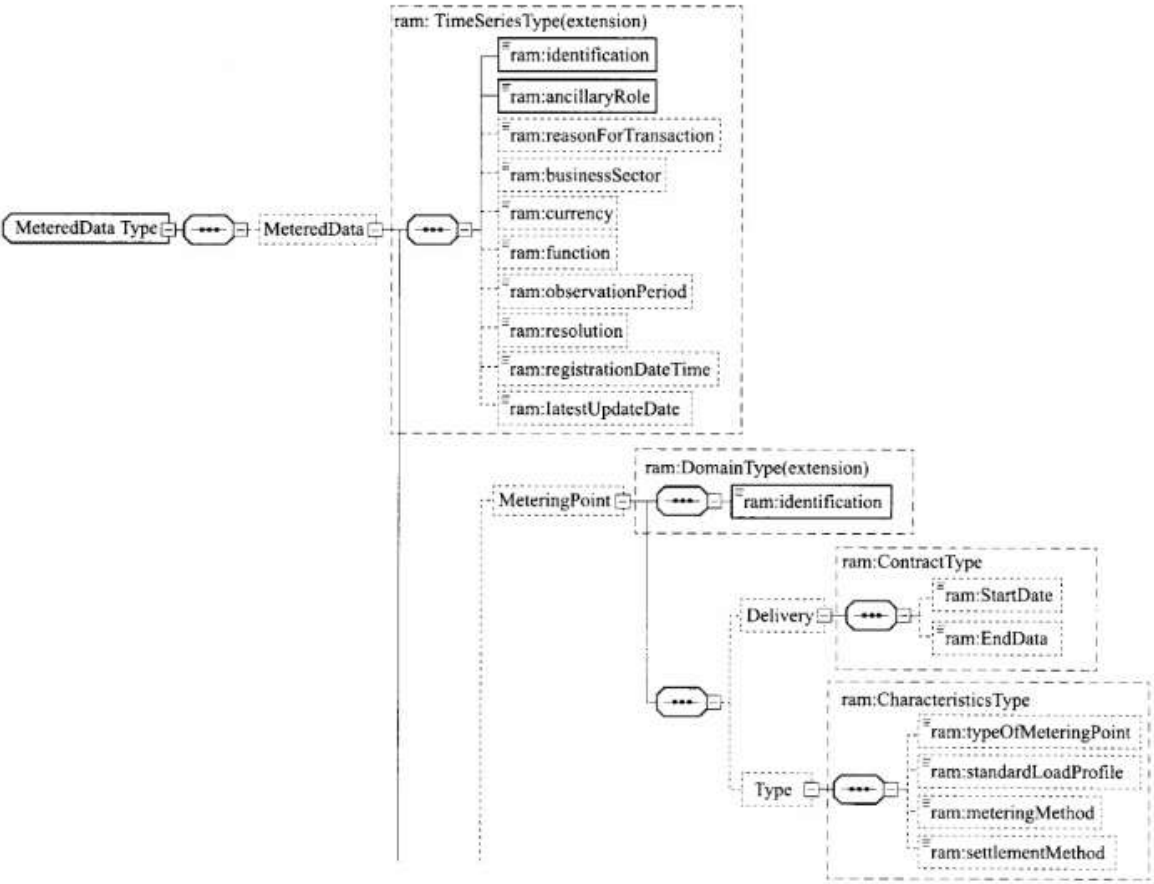 ram: TimeSeriesType(extension)
ram:identification
ram:ancillaryRole
ram:reasonForTransaction
ram:businessSector
ram:currency
MeteredData Type
MeteredData
ram:function
ram:observationPeriod
ram:resolution
ram:registrationDateTime
ram:latestUpdateDate
ram:DomainType(extension)
MeteringPoint
ram:identification
ram:ContractType
ram:StartDate
Delivery
ram:EndData
ram:CharacteristicsType
ram:typeOfMeteringPoint
ram:standardLoadProfile
Type
ram:meteringMethod
ram:settlementMethod